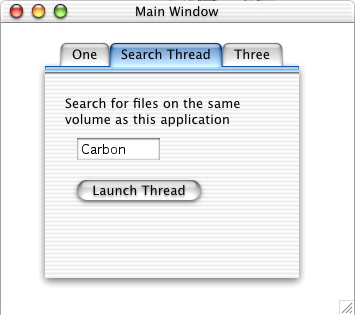 Main Window
One
Search Thread
Three
Search for files on the same
volume as this application
Carbon
Launch Thread